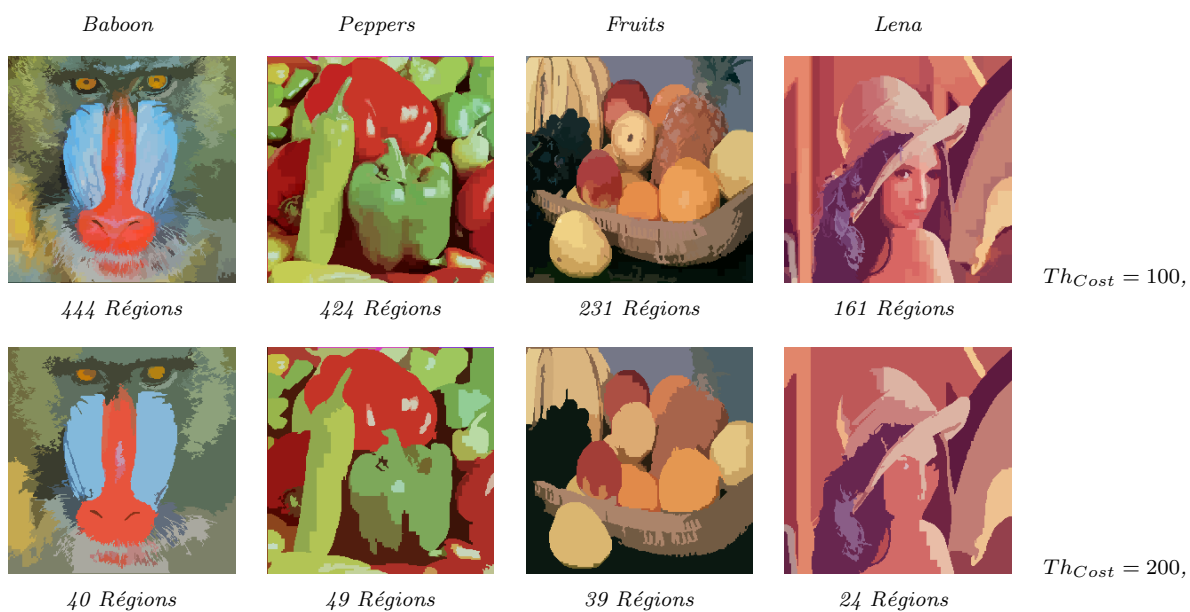 Baboon Peppers Fruits Lena
Th_Cost = 100,
444 Régions 424 Régions 231 Régions 161 Régions
Th_Cost = 200,
40 Régions 49 Régions 39 Régions 24 Régions